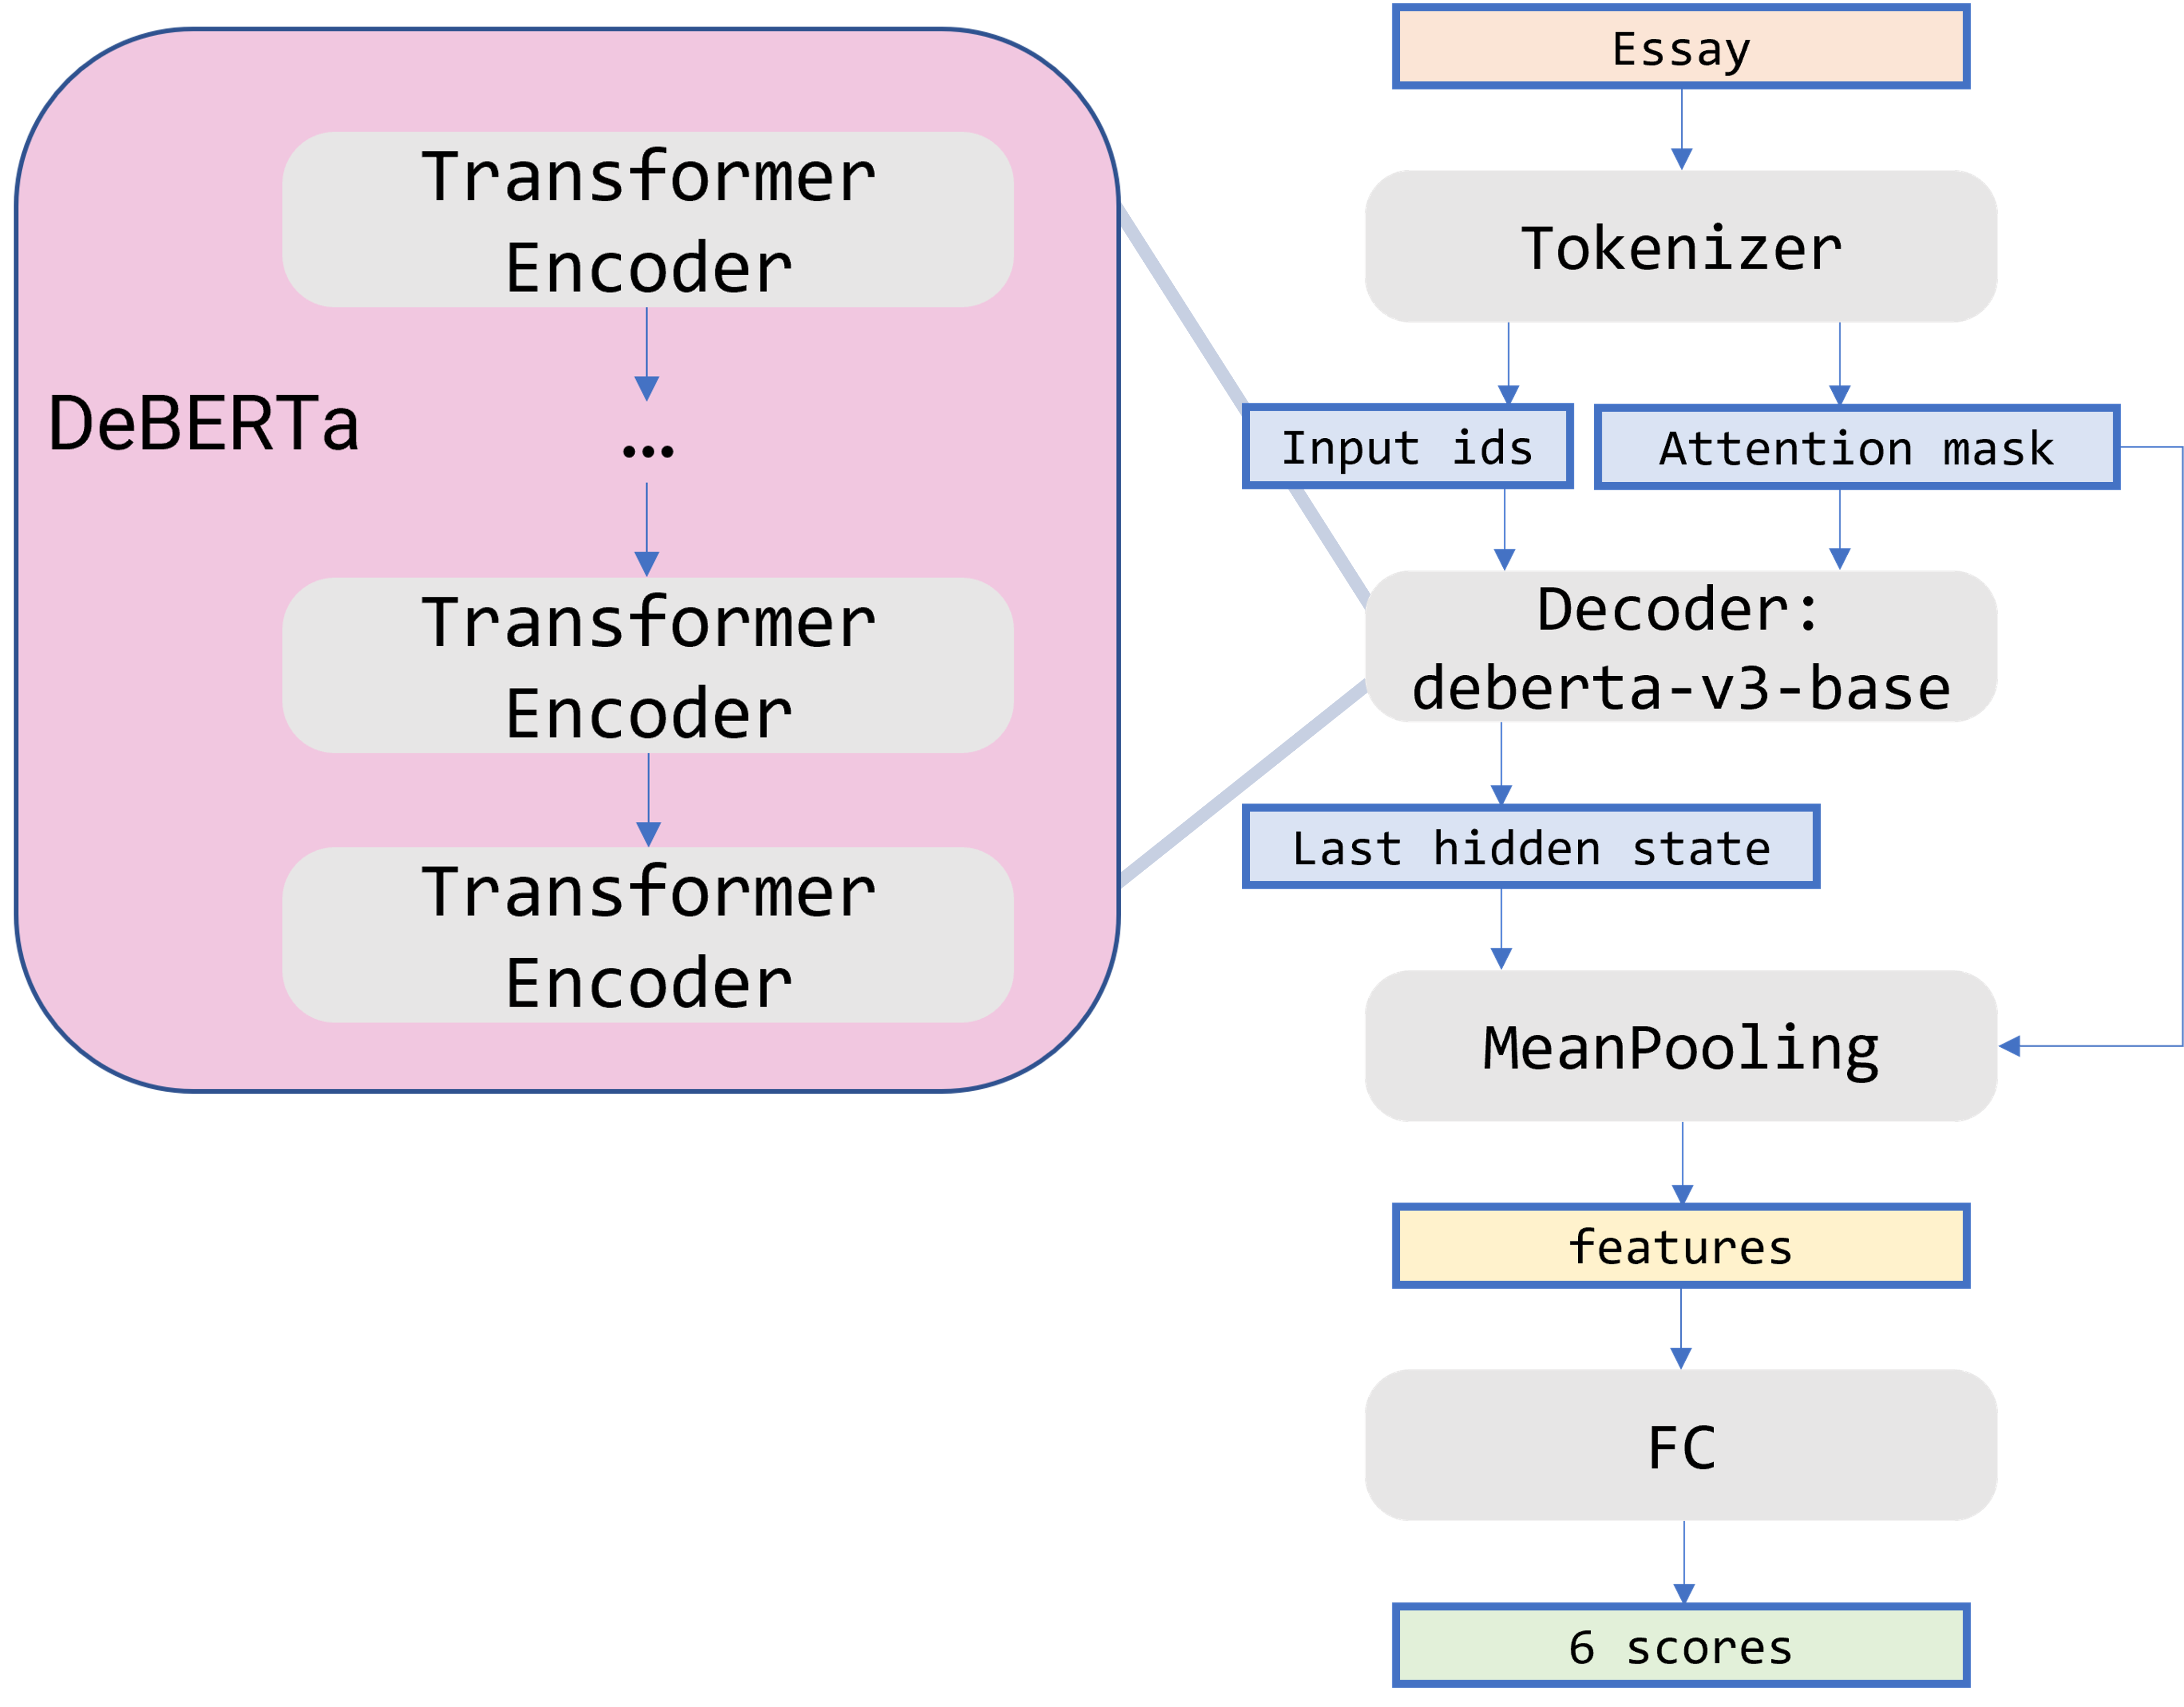 Transformer
Encoder
DeBERTa
...
Transformer
Encoder
Transformer
Encoder
Essay
Tokenizer
Input ids
Attention mask
Decoder:
deberta-v3-base
Last hidden state
MeanPooling
features
FC
6 scores